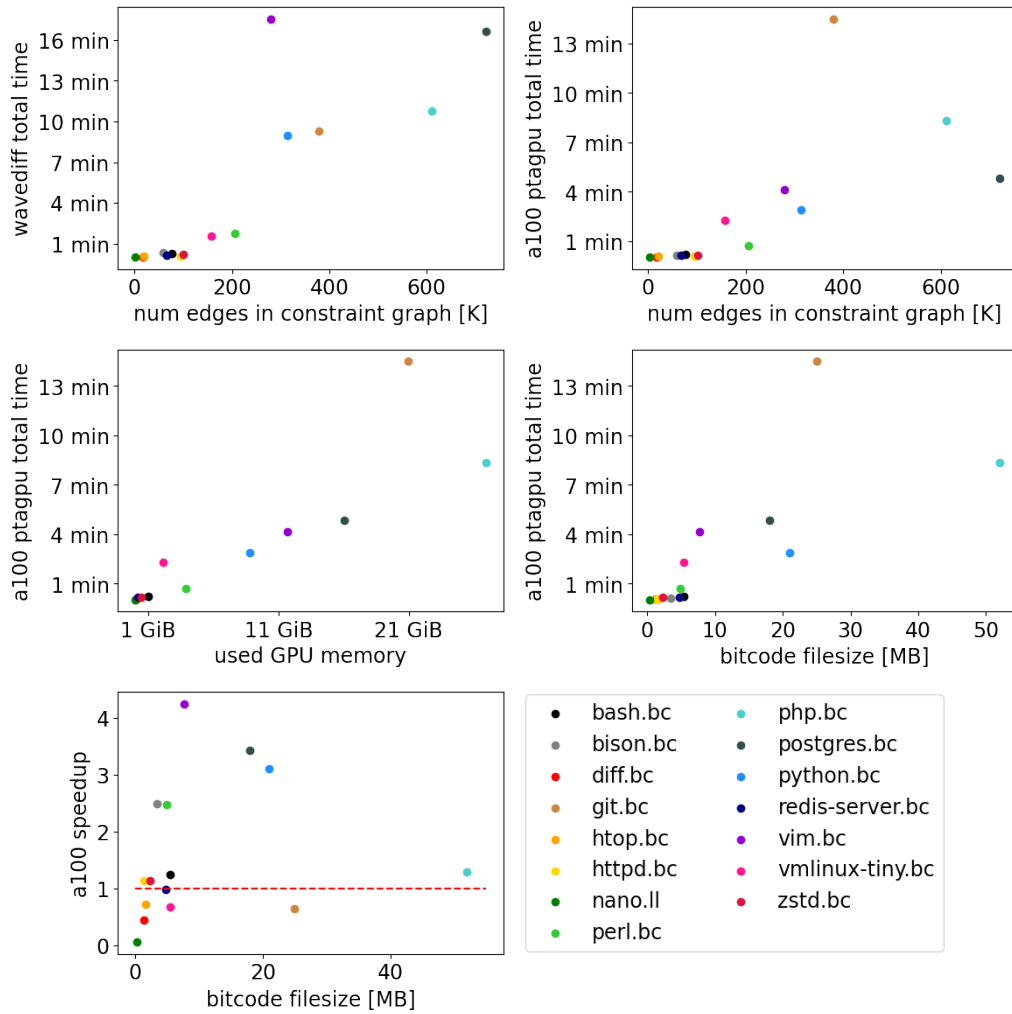 wavediff total time
16 min
13 min
10 min
7 min
4 min
1 min
0
200
400
600
num edges in constraint graph [K]
a100 ptagpu total time
13 min
10 min
7 min
4 min
1 min
0
200
400
600
num edges in constraint graph [K]
a100 ptagpu total time
13 min
10 min
7 min
4 min
1 min
1 GiB
11 GiB
21 GiB
used GPU memory
a100 ptagpu total time
13 min
10 min
7 min
4 min
1 min
0
10
20
30
40
50
bitcode filesize [MB]
a100 speedup
4
3
2
1
0
0
20
40
bitcode filesize [MB]
bash.bc
bison.bc
diff.bc
git.bc
htop.bc
httpd.bc
nano.ll
perl.bc
php.bc
postgres.bc
python.bc
redis-server.bc
vim.bc
vmlinux-tiny.bc
zstd.bc